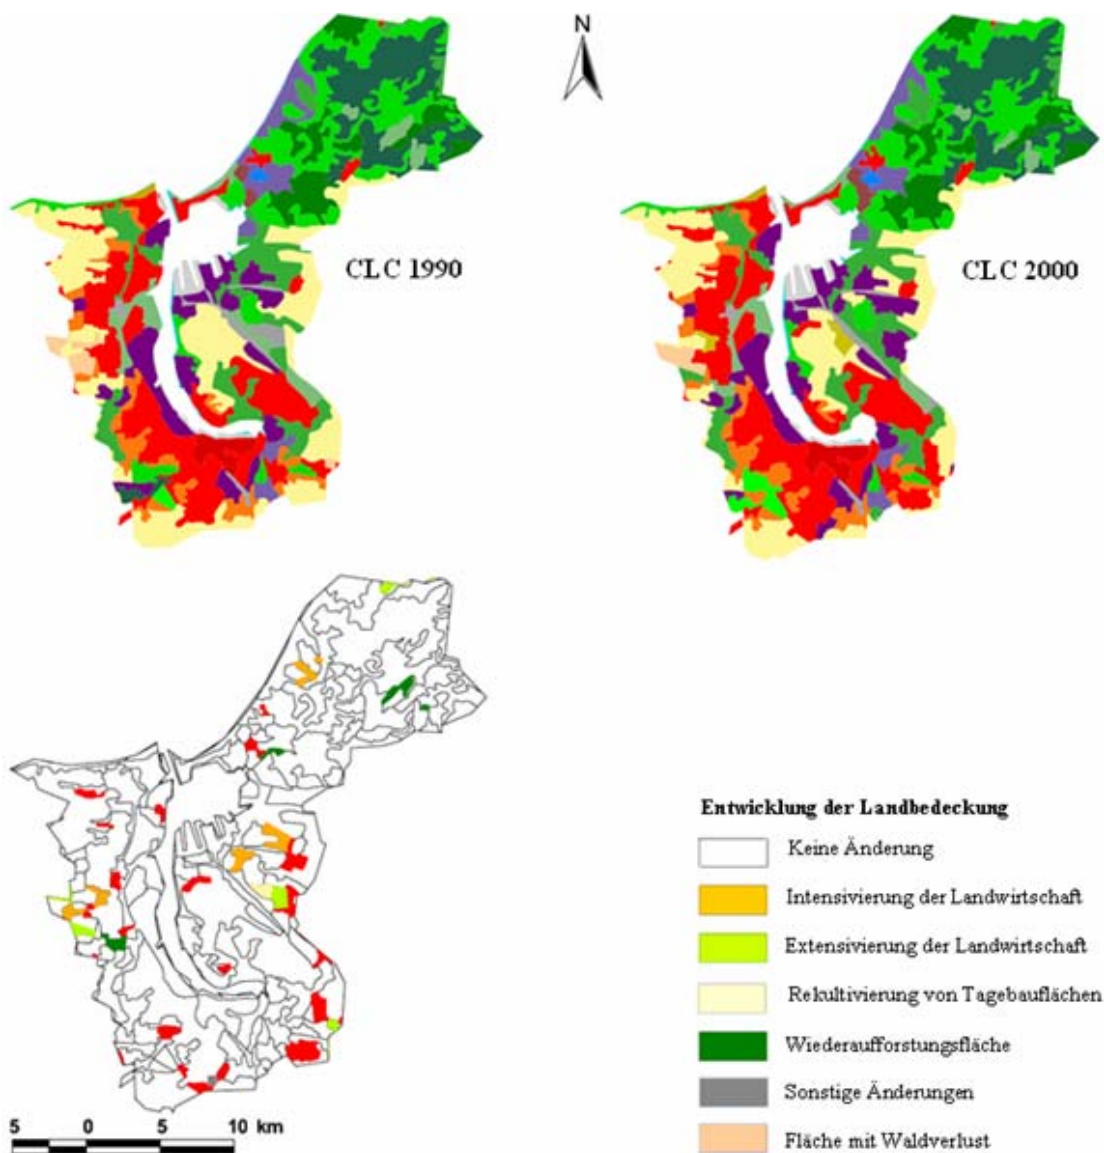 N
CLC 1990
CLC 2000
Entwicklung der Landbedeckung
Keine Änderung
Intensivierung der Landwirtschaft
Extensivierung der Landwirtschaft
Rekultivierung von Tagebauflächen
Wiederaufforstungsfläche
Sonstige Änderungen
Fläche mit Waldverlust
5 0 5 10 km